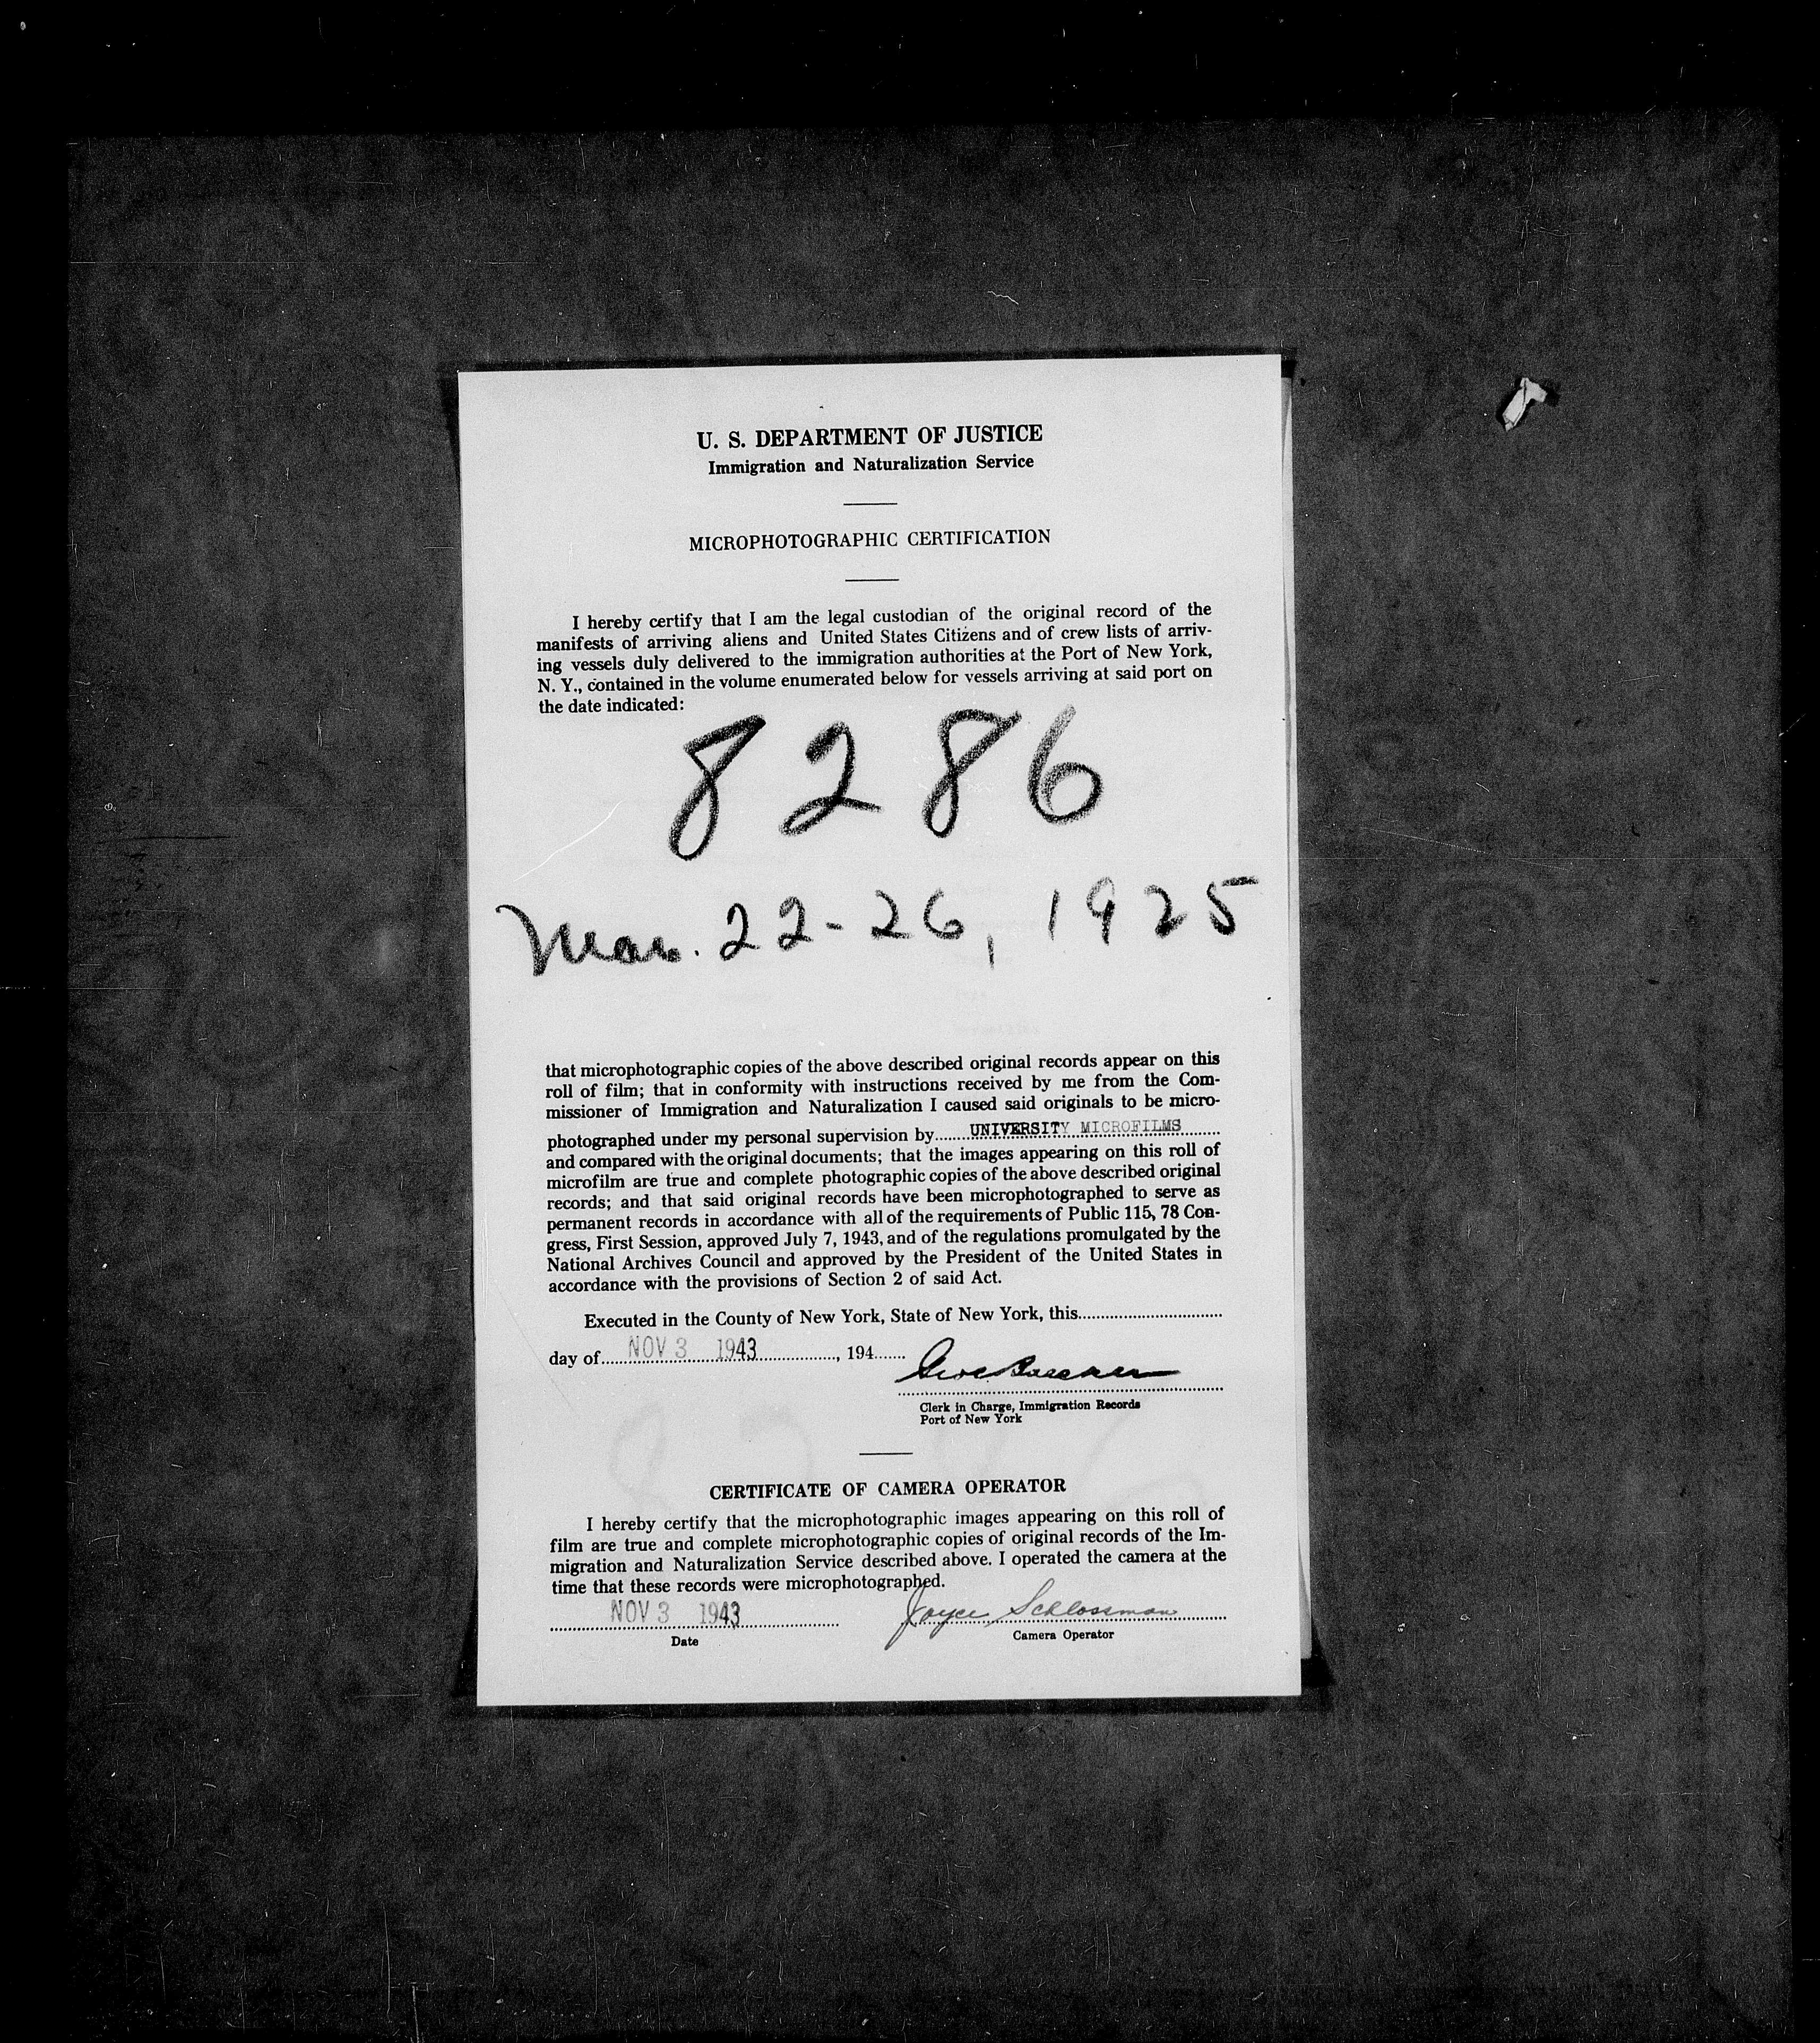 U. S. DEPARTMENT OF JUSTICE
Immigration and Naturalization Service
MICROPHOTOGRAPHIC CERTIFICATION
I hereby certify that I am the legal custodian of the original record of the
manifests of arriving aliens and United States Citizens and of crew lists of arriv-
ing vessels duly delivered to the immigration authorities at the Port of New York,
N. Y., contained in the volume enumerated below for vessels arriving at said port on
the date indicated:
8286
Mar. 22-26, 1925
that microphotographic copies of the above described original records appear on this
roll of film; that in conformity with instructions received by me from the Com-
missioner of Immigration and Naturalization I caused said originals to be micro-
photographed under my personal supervision by UNIVERSITY MICROFILMS
and compared with the original documents; that the images appearing on this roll of
microfilm are true and complete photographic copies of the above described original
records; and that said original records have been microphotographed to serve as
permanent records in accordance with all of the requirements of Public 115, 78 Con-
gress, First Session, approved July 7, 1943, and of the regulations promulgated by the
National Archives Council and approved by the President of the United States in
accordance with the provisions of Section 2 of said Act.
Executed in the County of New York, State of New York, this
day of NOV 3 1943, 194
Clerk in Charge, Immigration Records
Port of New York
CERTIFICATE OF CAMERA OPERATOR
I hereby certify that the microphotographic images appearing on this roll of
film are true and complete microphotographic copies of original records of the Im-
migration and Naturalization Service described above. I operated the camera at the
time that these records were microphotographed.
NOV 3 1943 Joyce Schlossman
Date Camera Operator